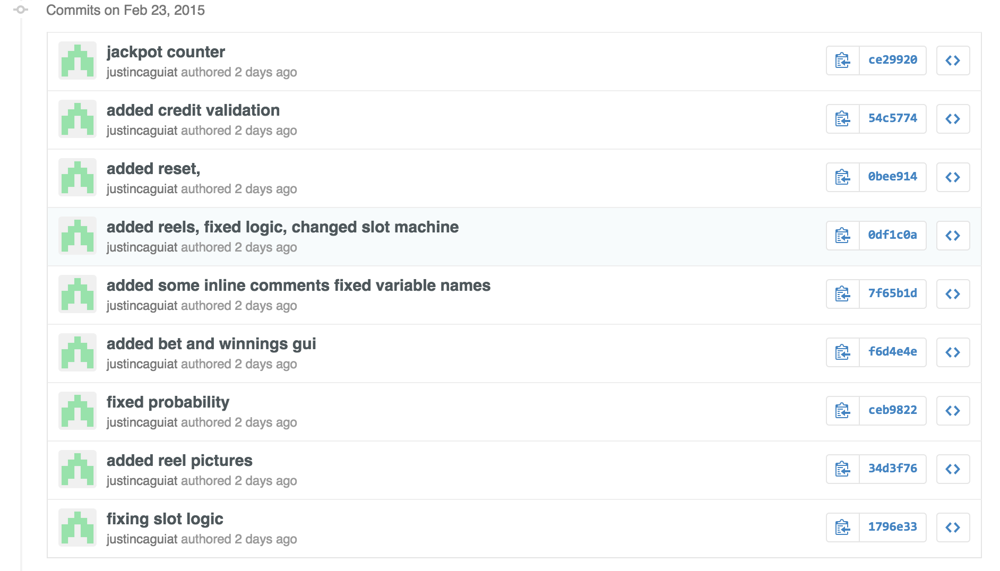 Commits on Feb 23, 2015
jackpot counter
justincaguiat authored 2 days ago
ce29920
added credit validation
justincaguiat authored 2 days ago
54c5774
added reset,
justincaguiat authored 2 days ago
0bee914
added reels, fixed logic, changed slot machine
justincaguiat authored 2 days ago
0df1c0a
added some inline comments fixed variable names
justincaguiat authored 2 days ago
7f65b1d
added bet and winnings gui
justincaguiat authored 2 days ago
f6d4e4e
fixed probability
justincaguiat authored 2 days ago
ceb9822
added reel pictures
justincaguiat authored 2 days ago
34d3f76
fixing slot logic
justincaguiat authored 2 days ago
1796e33